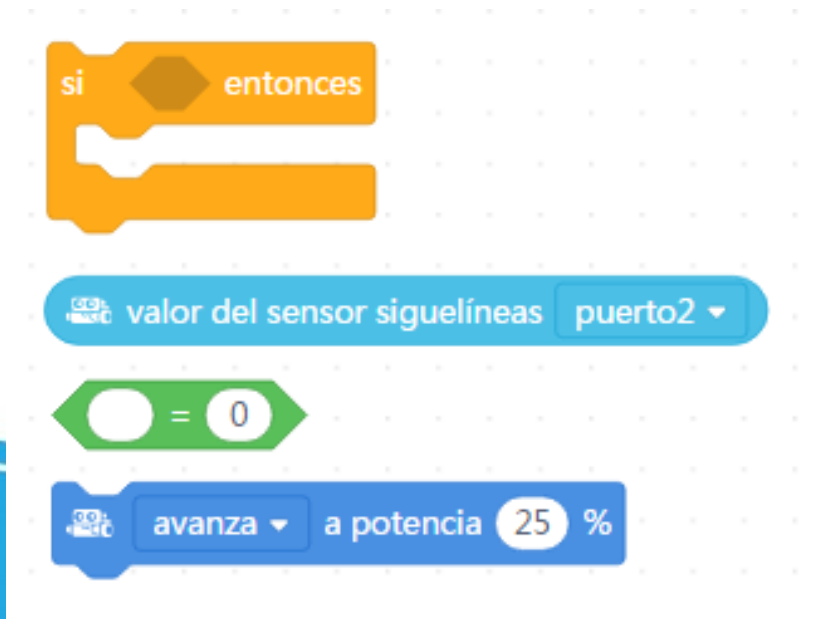 si entonces
valor del sensor siguelíneas puerto2
= 0
avanza a potencia 25 %